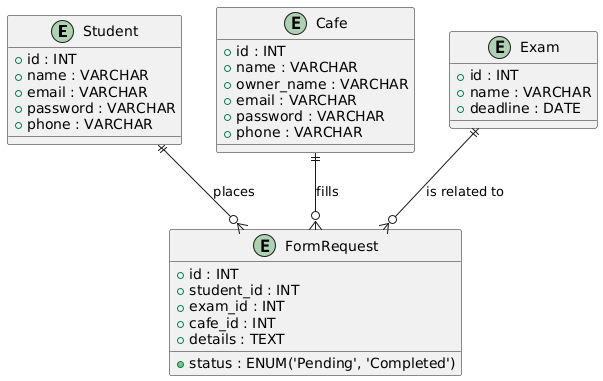 E Student
id : INT
name : VARCHAR
email : VARCHAR
password : VARCHAR
phone : VARCHAR
E Cafe
id : INT
name : VARCHAR
owner_name : VARCHAR
email : VARCHAR
password : VARCHAR
phone : VARCHAR
E Exam
id : INT
name : VARCHAR
deadline : DATE
places
fills
is related to
E FormRequest
id : INT
student_id : INT
exam_id : INT
cafe_id : INT
details : TEXT
status : ENUM('Pending', 'Completed')